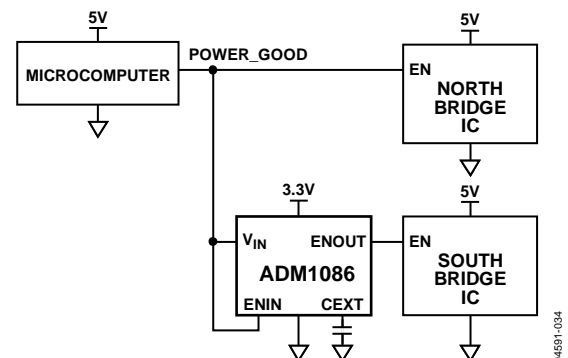 5V
MICROCOMPUTER
POWER_GOOD
5V
EN
NORTH
BRIDGE
IC
3.3V
VIN
ENOUT
ADM1086
ENIN
CEXT
5V
EN
SOUTH
BRIDGE
IC
04591-034